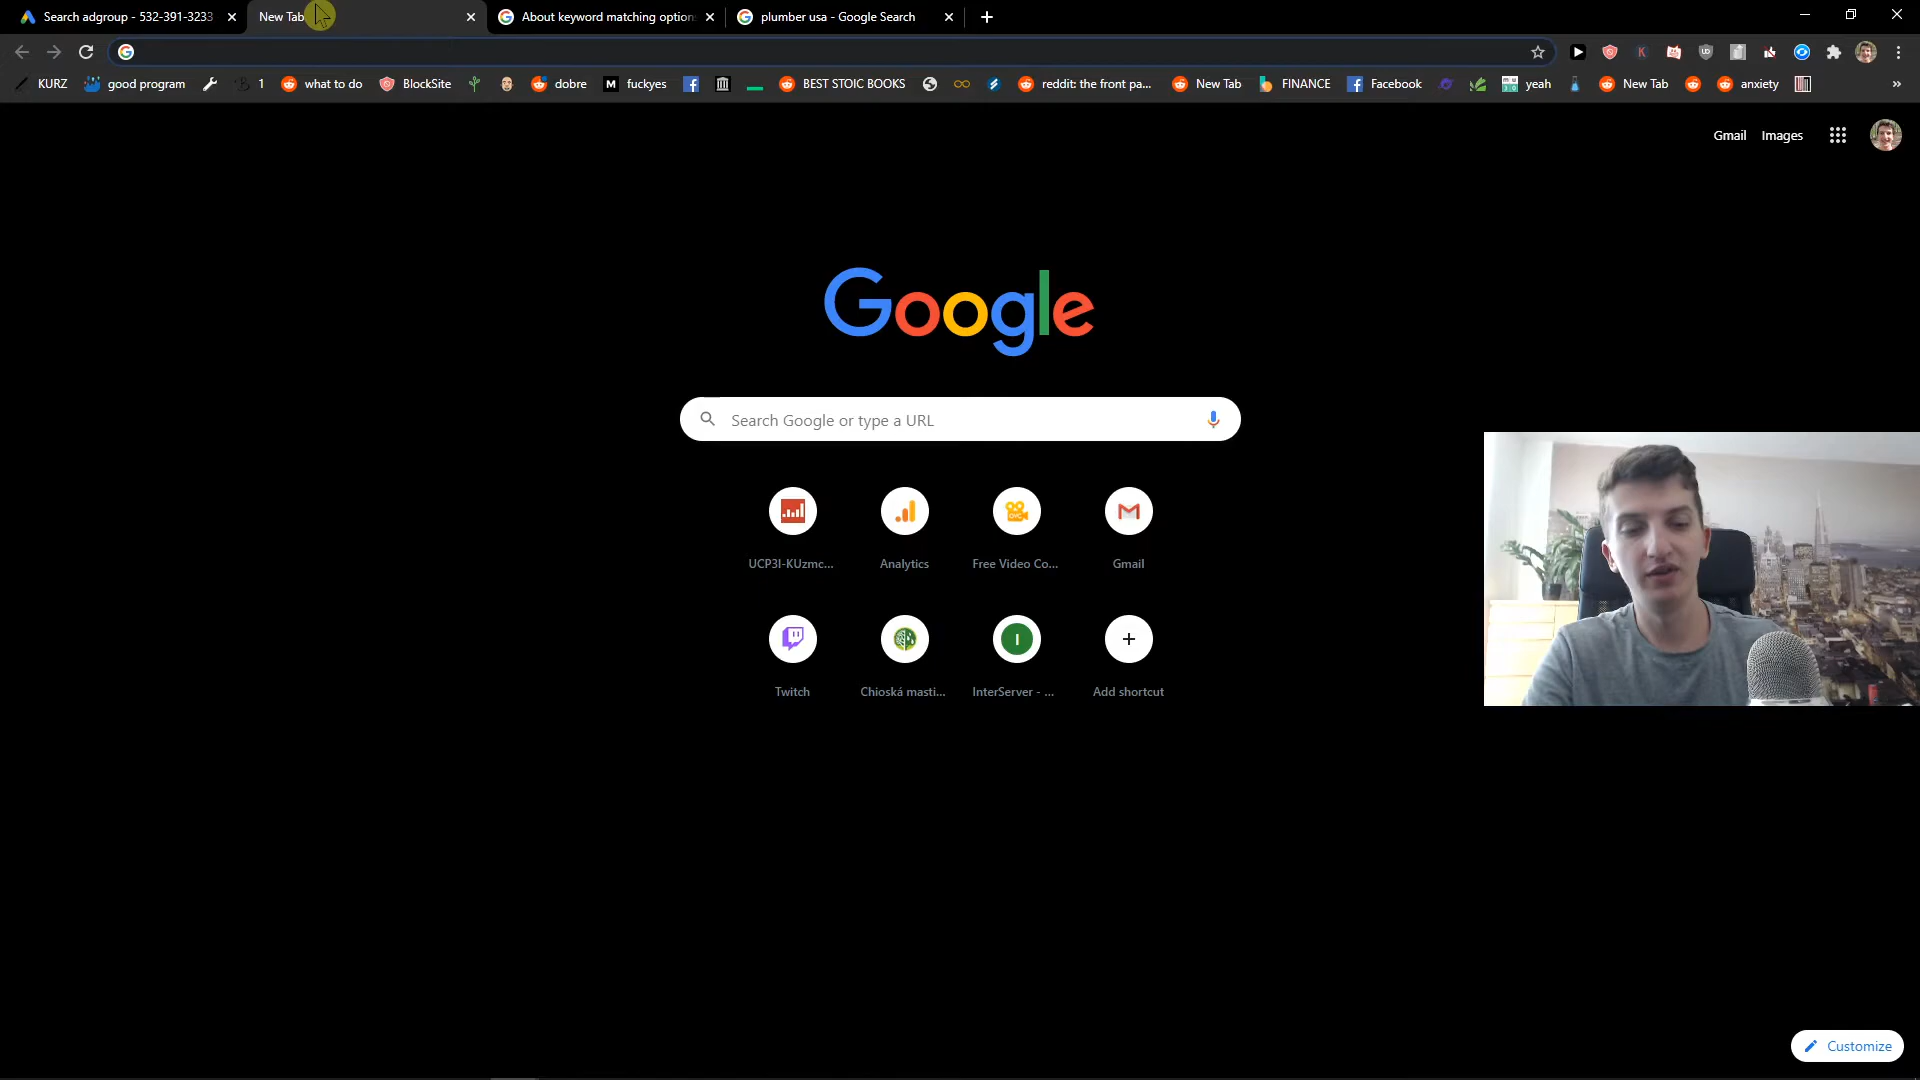 Search adgroup - 532-391-3233
New Tab
About keyword matching option
plumber usa - Google Search
KURZ
good program
1
what to do
BlockSite
dobre
M
fuckyes
BEST STOIC BOOKS
reddit: the front pa...
New Tab
FINANCE
Facebook
yeah
New Tab
anxiety
»
Gmail
Images
Google
Search Google or type a URL
UCP3I-KUzmc...
Analytics
Free Video Co...
Gmail
I
Twitch
Chioská masti...
InterServer - ...
Add shortcut
Customize